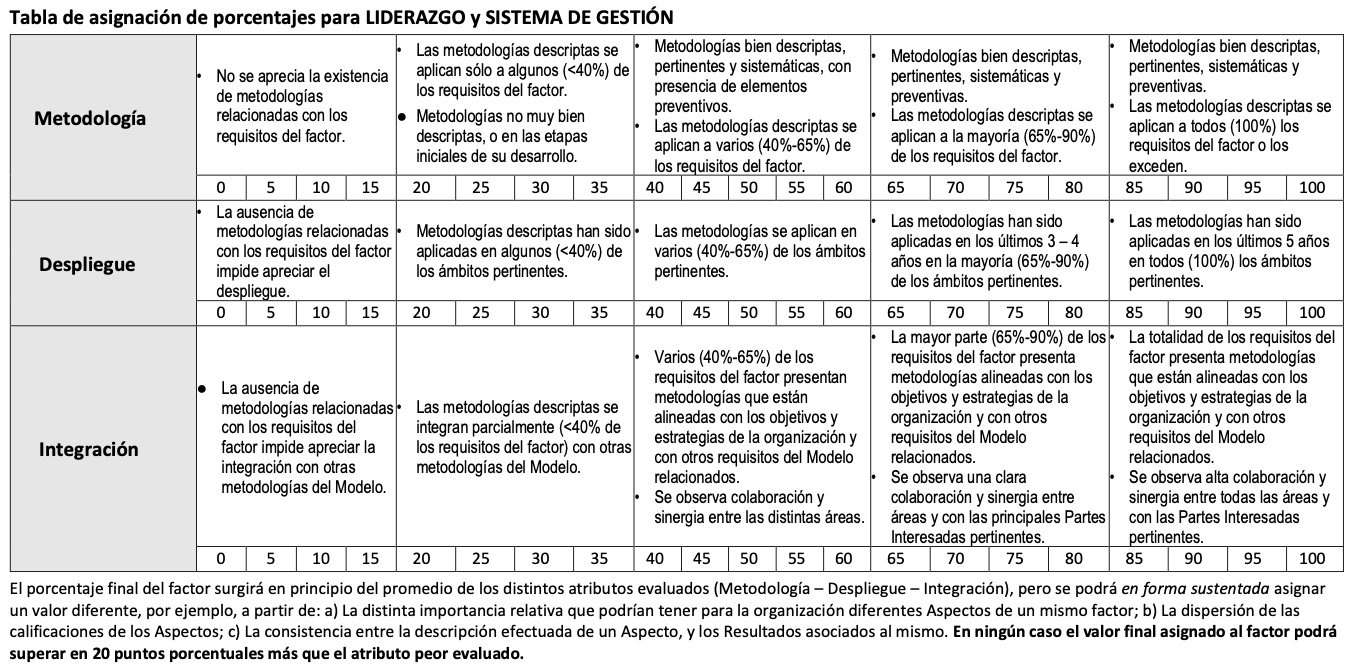 Tabla de asignación de porcentajes para LIDERAZGO y SISTEMA DE GESTIÓN
Metodología
• No se aprecia la existencia
de metodologías
relacionadas con los
requisitos del factor.
• Las metodologías descriptas se
aplican sólo a algunos (<40%) de
los requisitos del factor.
● Metodologías no muy bien
descriptas, o en las etapas
iniciales de su desarrollo.
• Metodologías bien descriptas,
pertinentes y sistemáticas, con
presencia de elementos
preventivos.
• Las metodologías descriptas se
aplican a varios (40%-65%) de
los requisitos del factor.
• Metodologías bien descriptas,
pertinentes, sistemáticas y
preventivas.
• Las metodologías descriptas se
aplican a la mayoría (65%-90%)
de los requisitos del factor.
• Metodologías bien descriptas,
pertinentes, sistemáticas y
preventivas.
• Las metodologías descriptas se
aplican a todos (100%) los
requisitos del factor o los
exceden.
0 5 10 15 20 25 30 35 40 45 50 55 60 65 70 75 80 85 90 95 100
Despliegue
• La ausencia de
metodologías relacionadas
con los requisitos del factor
impide apreciar el
despliegue.
• Metodologías descriptas han sido
aplicadas en algunos (<40%) de
los ámbitos pertinentes.
• Las metodologías se aplican en
varios (40%-65%) de los ámbitos
pertinentes.
• Las metodologías han sido
aplicadas en los últimos 3 – 4
años en la mayoría (65%-90%)
de los ámbitos pertinentes.
• Las metodologías han sido
aplicadas en los últimos 5 años
en todos (100%) los ámbitos
pertinentes.
0 5 10 15 20 25 30 35 40 45 50 55 60 65 70 75 80 85 90 95 100
Integración
● La ausencia de
metodologías relacionadas
con los requisitos del
factor impide apreciar la
integración con otras
metodologías del Modelo.
• Las metodologías descriptas se
integran parcialmente (<40% de
los requisitos del factor) con otras
metodologías del Modelo.
• Varios (40%-65%) de los
requisitos del factor presentan
metodologías que están
alineadas con los objetivos y
estrategias de la organización y
con otros requisitos del Modelo
relacionados.
• Se observa colaboración y
sinergia entre las distintas áreas.
• La mayor parte (65%-90%) de los
requisitos del factor presenta
metodologías alineadas con los
objetivos y estrategias de la
organización y con otros
requisitos del Modelo
relacionados.
• Se observa una clara
colaboración y sinergia entre
áreas y con las principales Partes
Interesadas pertinentes.
• La totalidad de los requisitos del
factor presenta metodologías
que están alineadas con los
objetivos y estrategias de la
organización y con otros
requisitos del Modelo
relacionados.
• Se observa alta colaboración y
sinergia entre todas las áreas y
con las Partes Interesadas
pertinentes.
0 5 10 15 20 25 30 35 40 45 50 55 60 65 70 75 80 85 90 95 100
El porcentaje final del factor surgirá en principio del promedio de los distintos atributos evaluados (Metodología – Despliegue – Integración), pero se podrá en forma sustentada asignar
un valor diferente, por ejemplo, a partir de: a) La distinta importancia relativa que podrían tener para la organización diferentes Aspectos de un mismo factor; b) La dispersión de las
calificaciones de los Aspectos; c) La consistencia entre la descripción efectuada de un Aspecto, y los Resultados asociados al mismo. En ningún caso el valor final asignado al factor podrá
superar en 20 puntos porcentuales más que el atributo peor evaluado.